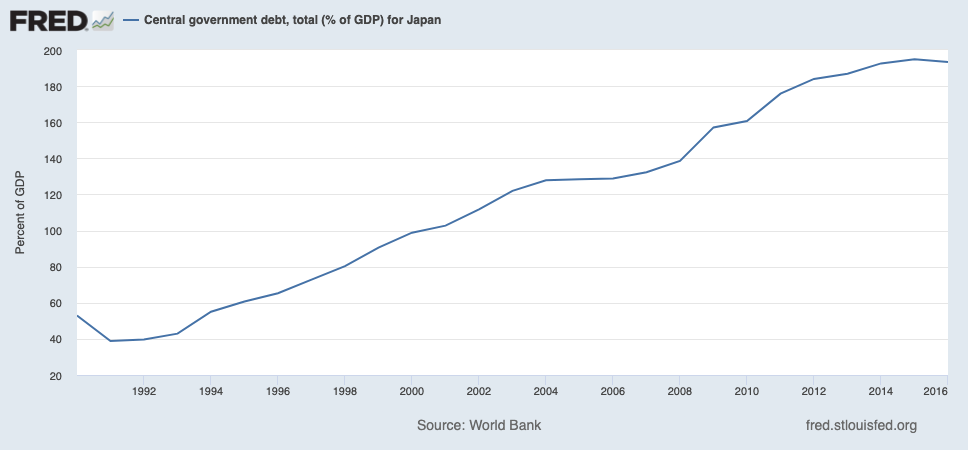 FRED
Central government debt, total (% of GDP) for Japan
200
180
160
140
120
100
80
60
40
20
Percent of GDP
1992 1994 1996 1998 2000 2002 2004 2006 2008 2010 2012 2014 2016
Source: World Bank
fred.stlouisfed.org